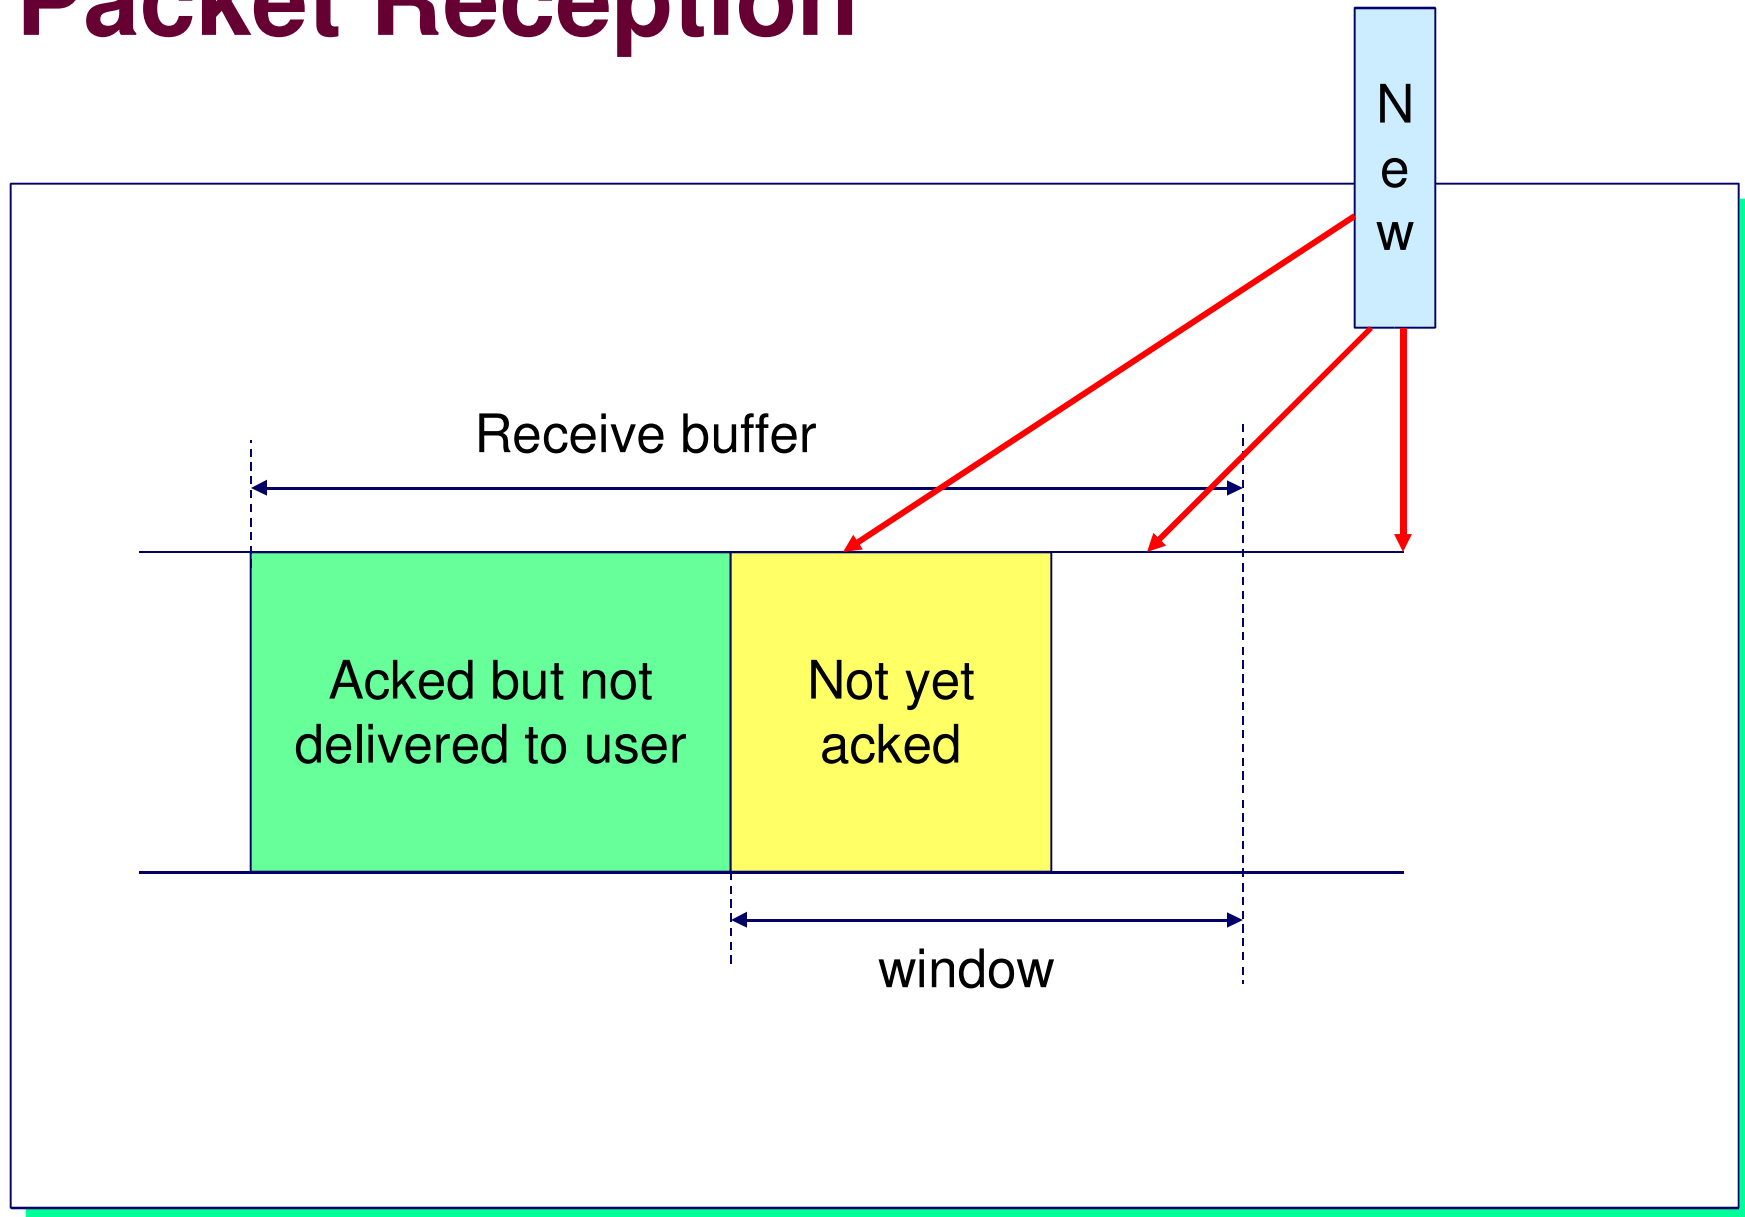 Packet Reception
N
e
w
Receive buffer
Acked but not
delivered to user
Not yet
acked
window